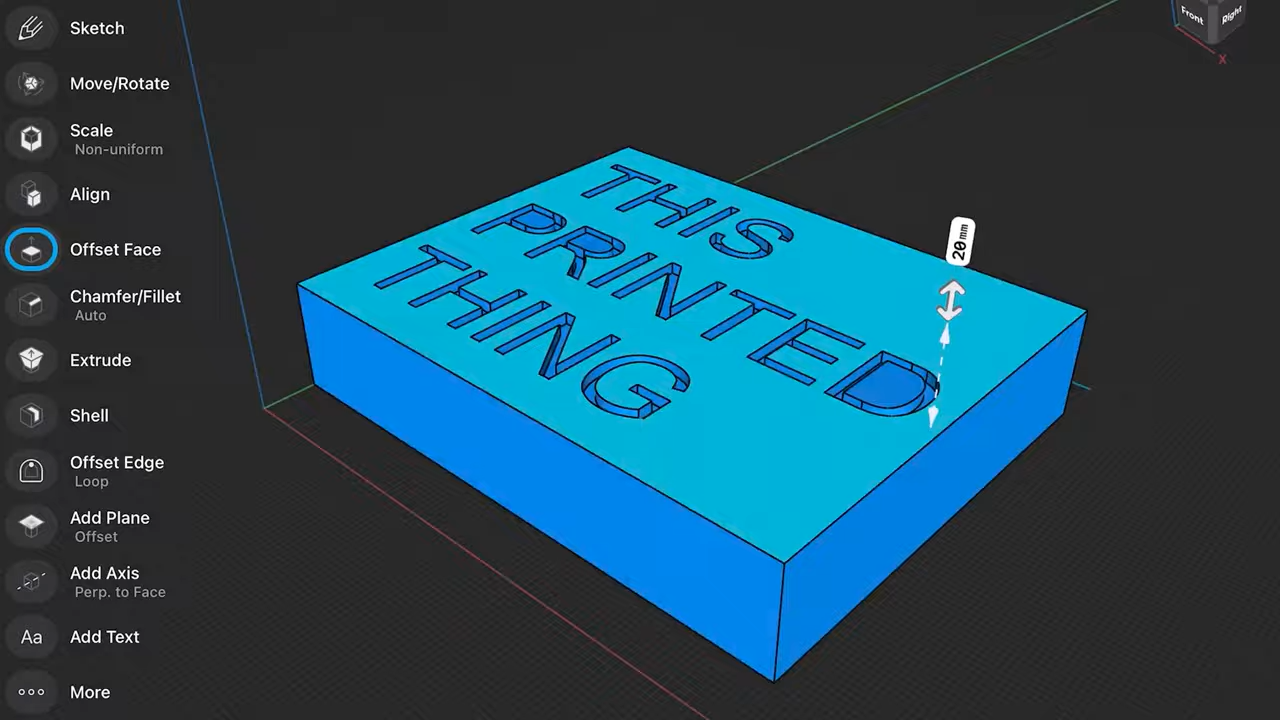 Sketch
Move/Rotate
Scale
Non-uniform
Align
Offset Face
Chamfer/Fillet
Auto
Extrude
Shell
Offset Edge
Loop
Add Plane
Offset
Add Axis
Perp. to Face
Aa Add Text
More
THIS
PRINTED
THING
20 mm
Front
Right
X